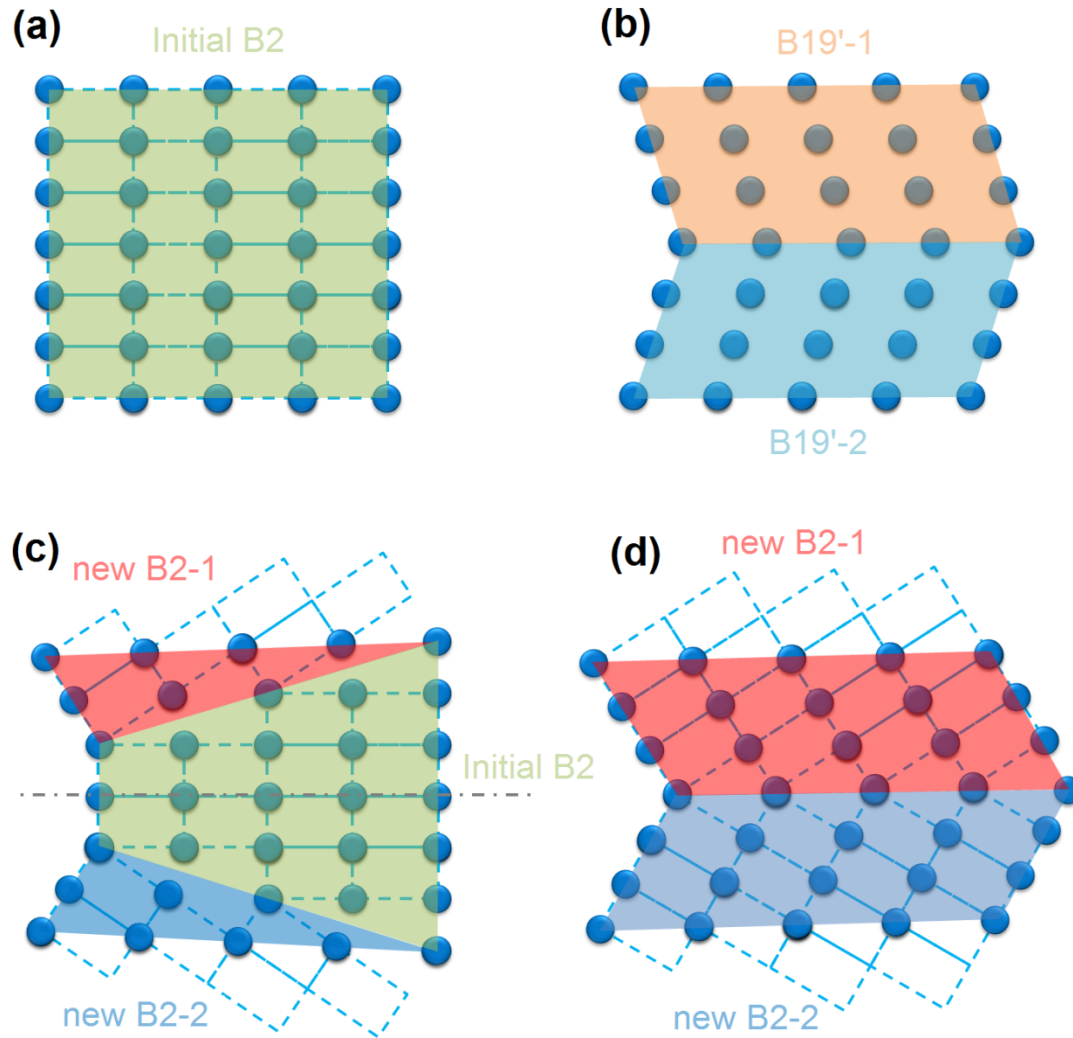 (a)
Initial B2
(b)
B19'-1
B19'-2
(c)
new B2-1
Initial B2
new B2-2
(d)
new B2-1
new B2-2